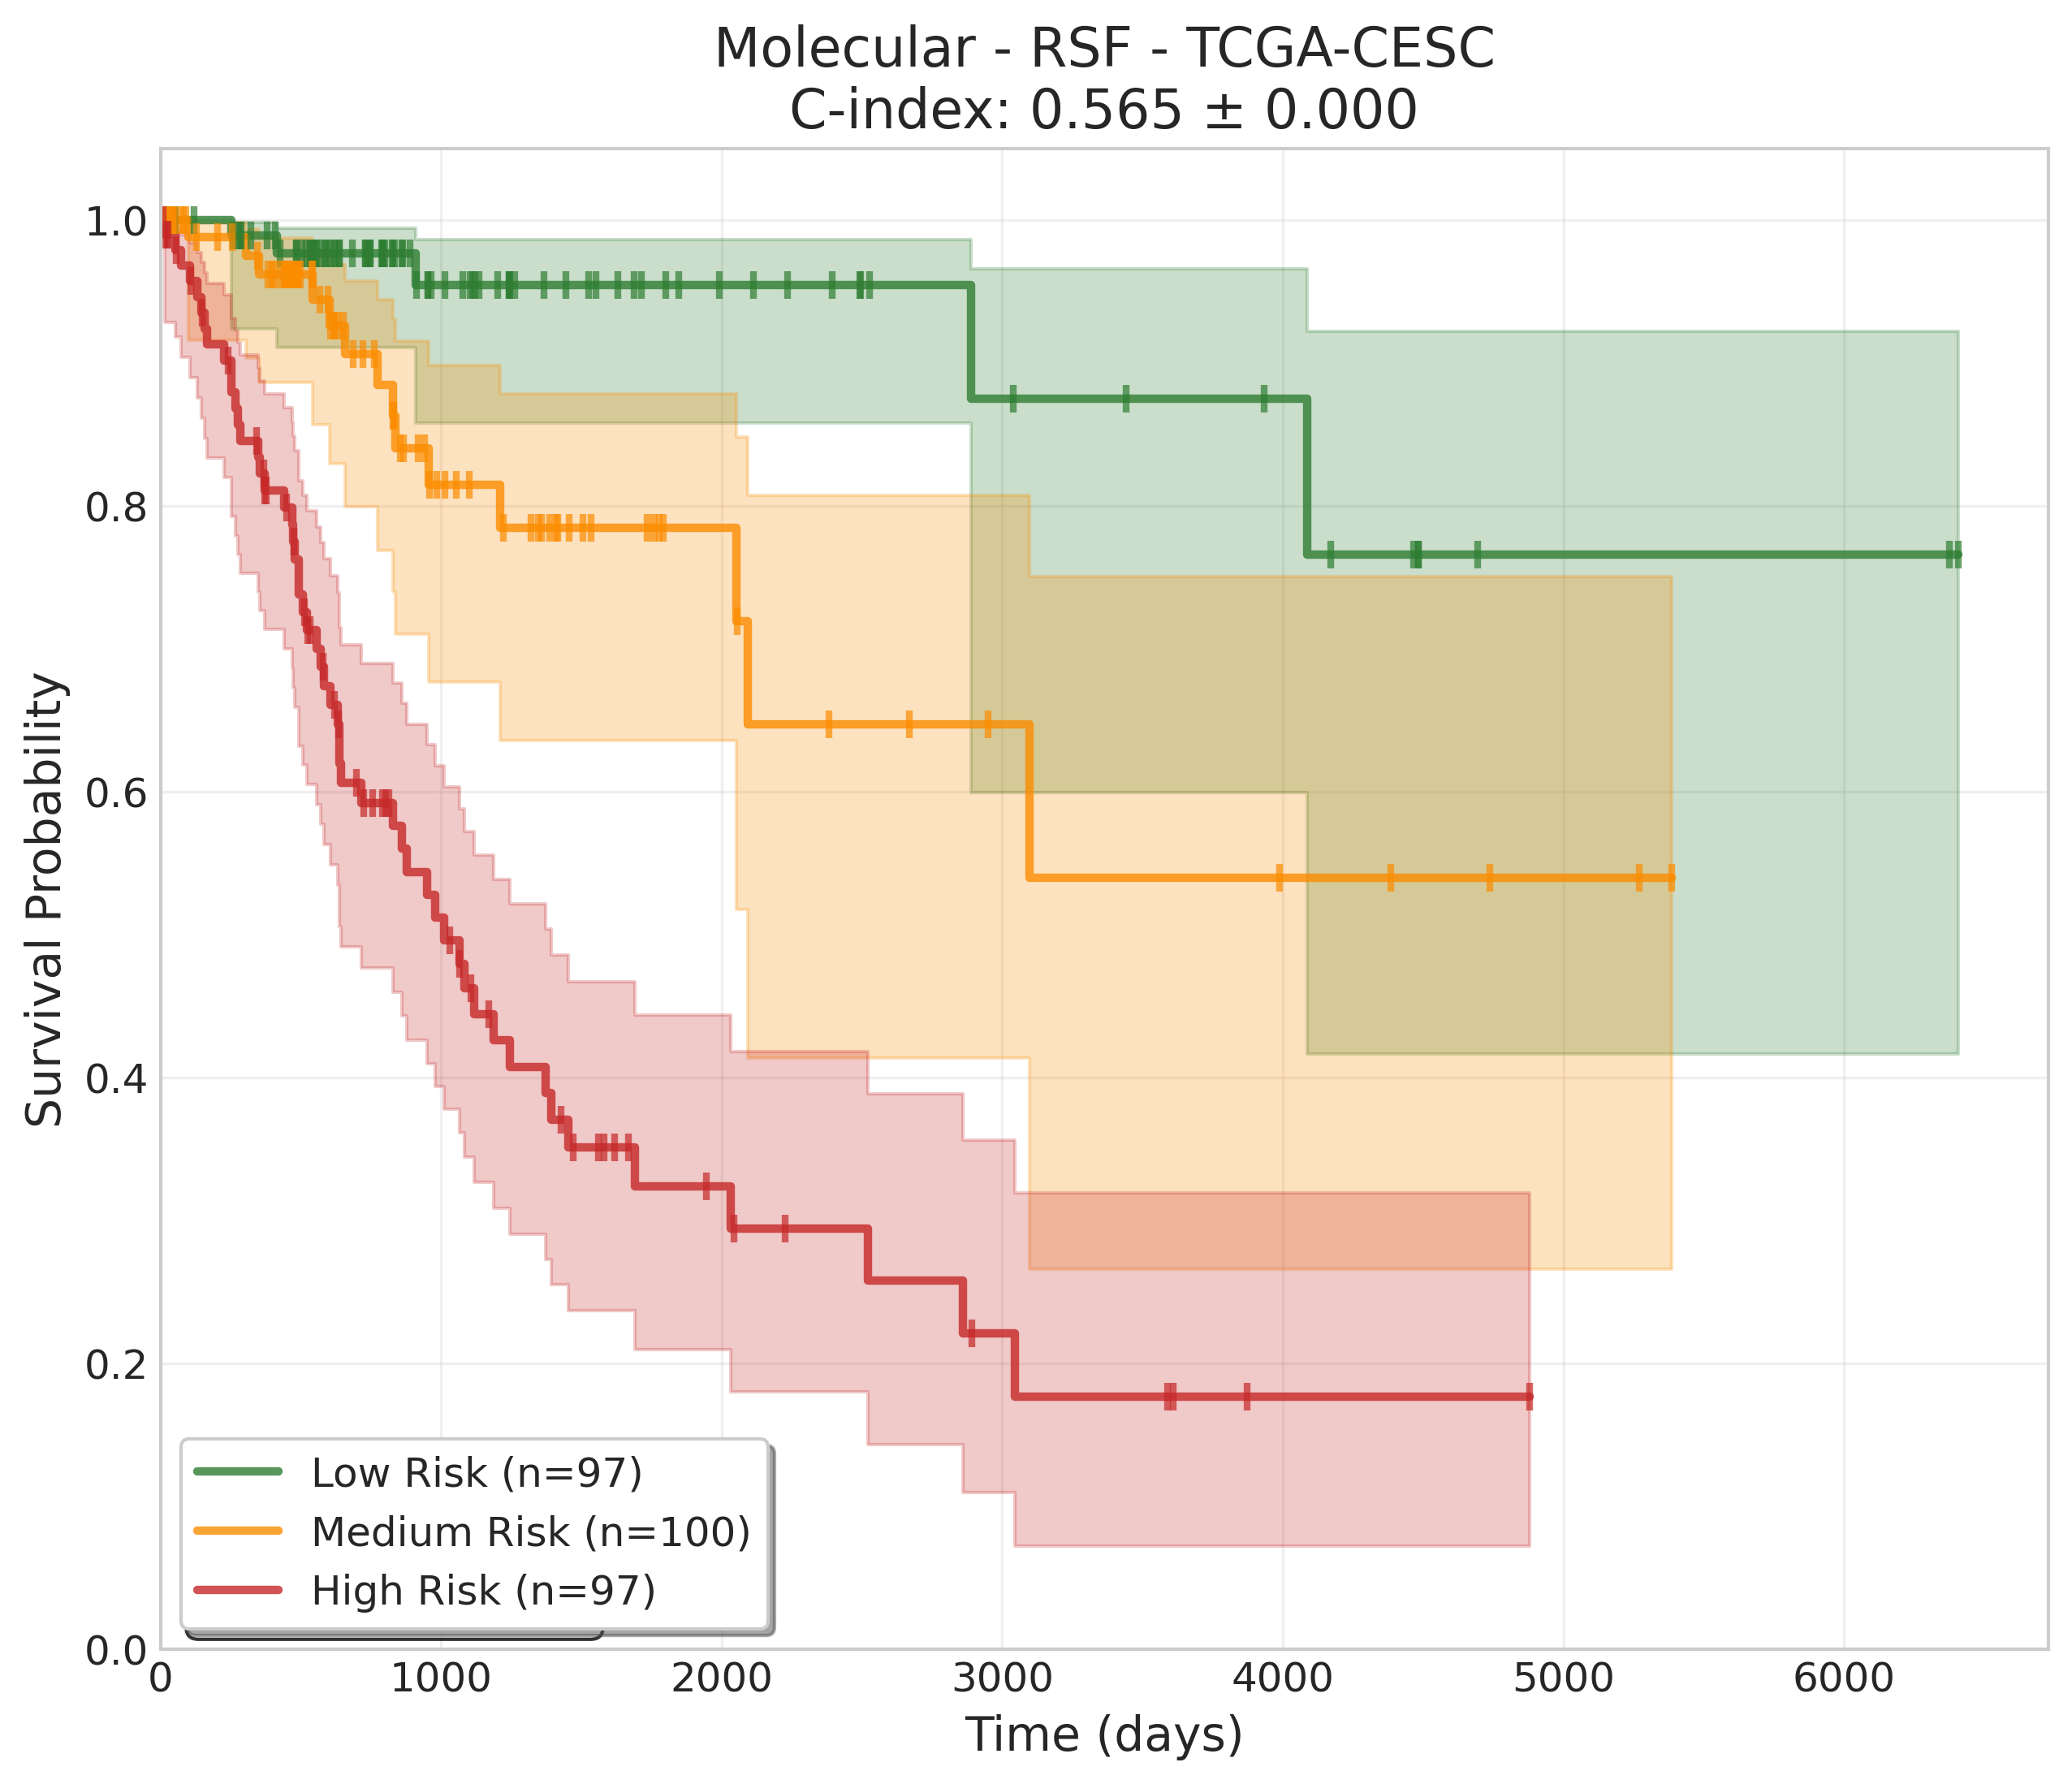 Molecular - RSF - TCGA-CESC
C-index: 0.565 ± 0.000
Survival Probability
1.0
0.8
0.6
0.4
0.2
0.0
Low Risk (n=97)
Medium Risk (n=100)
High Risk (n=97)
0 1000 2000 3000 4000 5000 6000
Time (days)